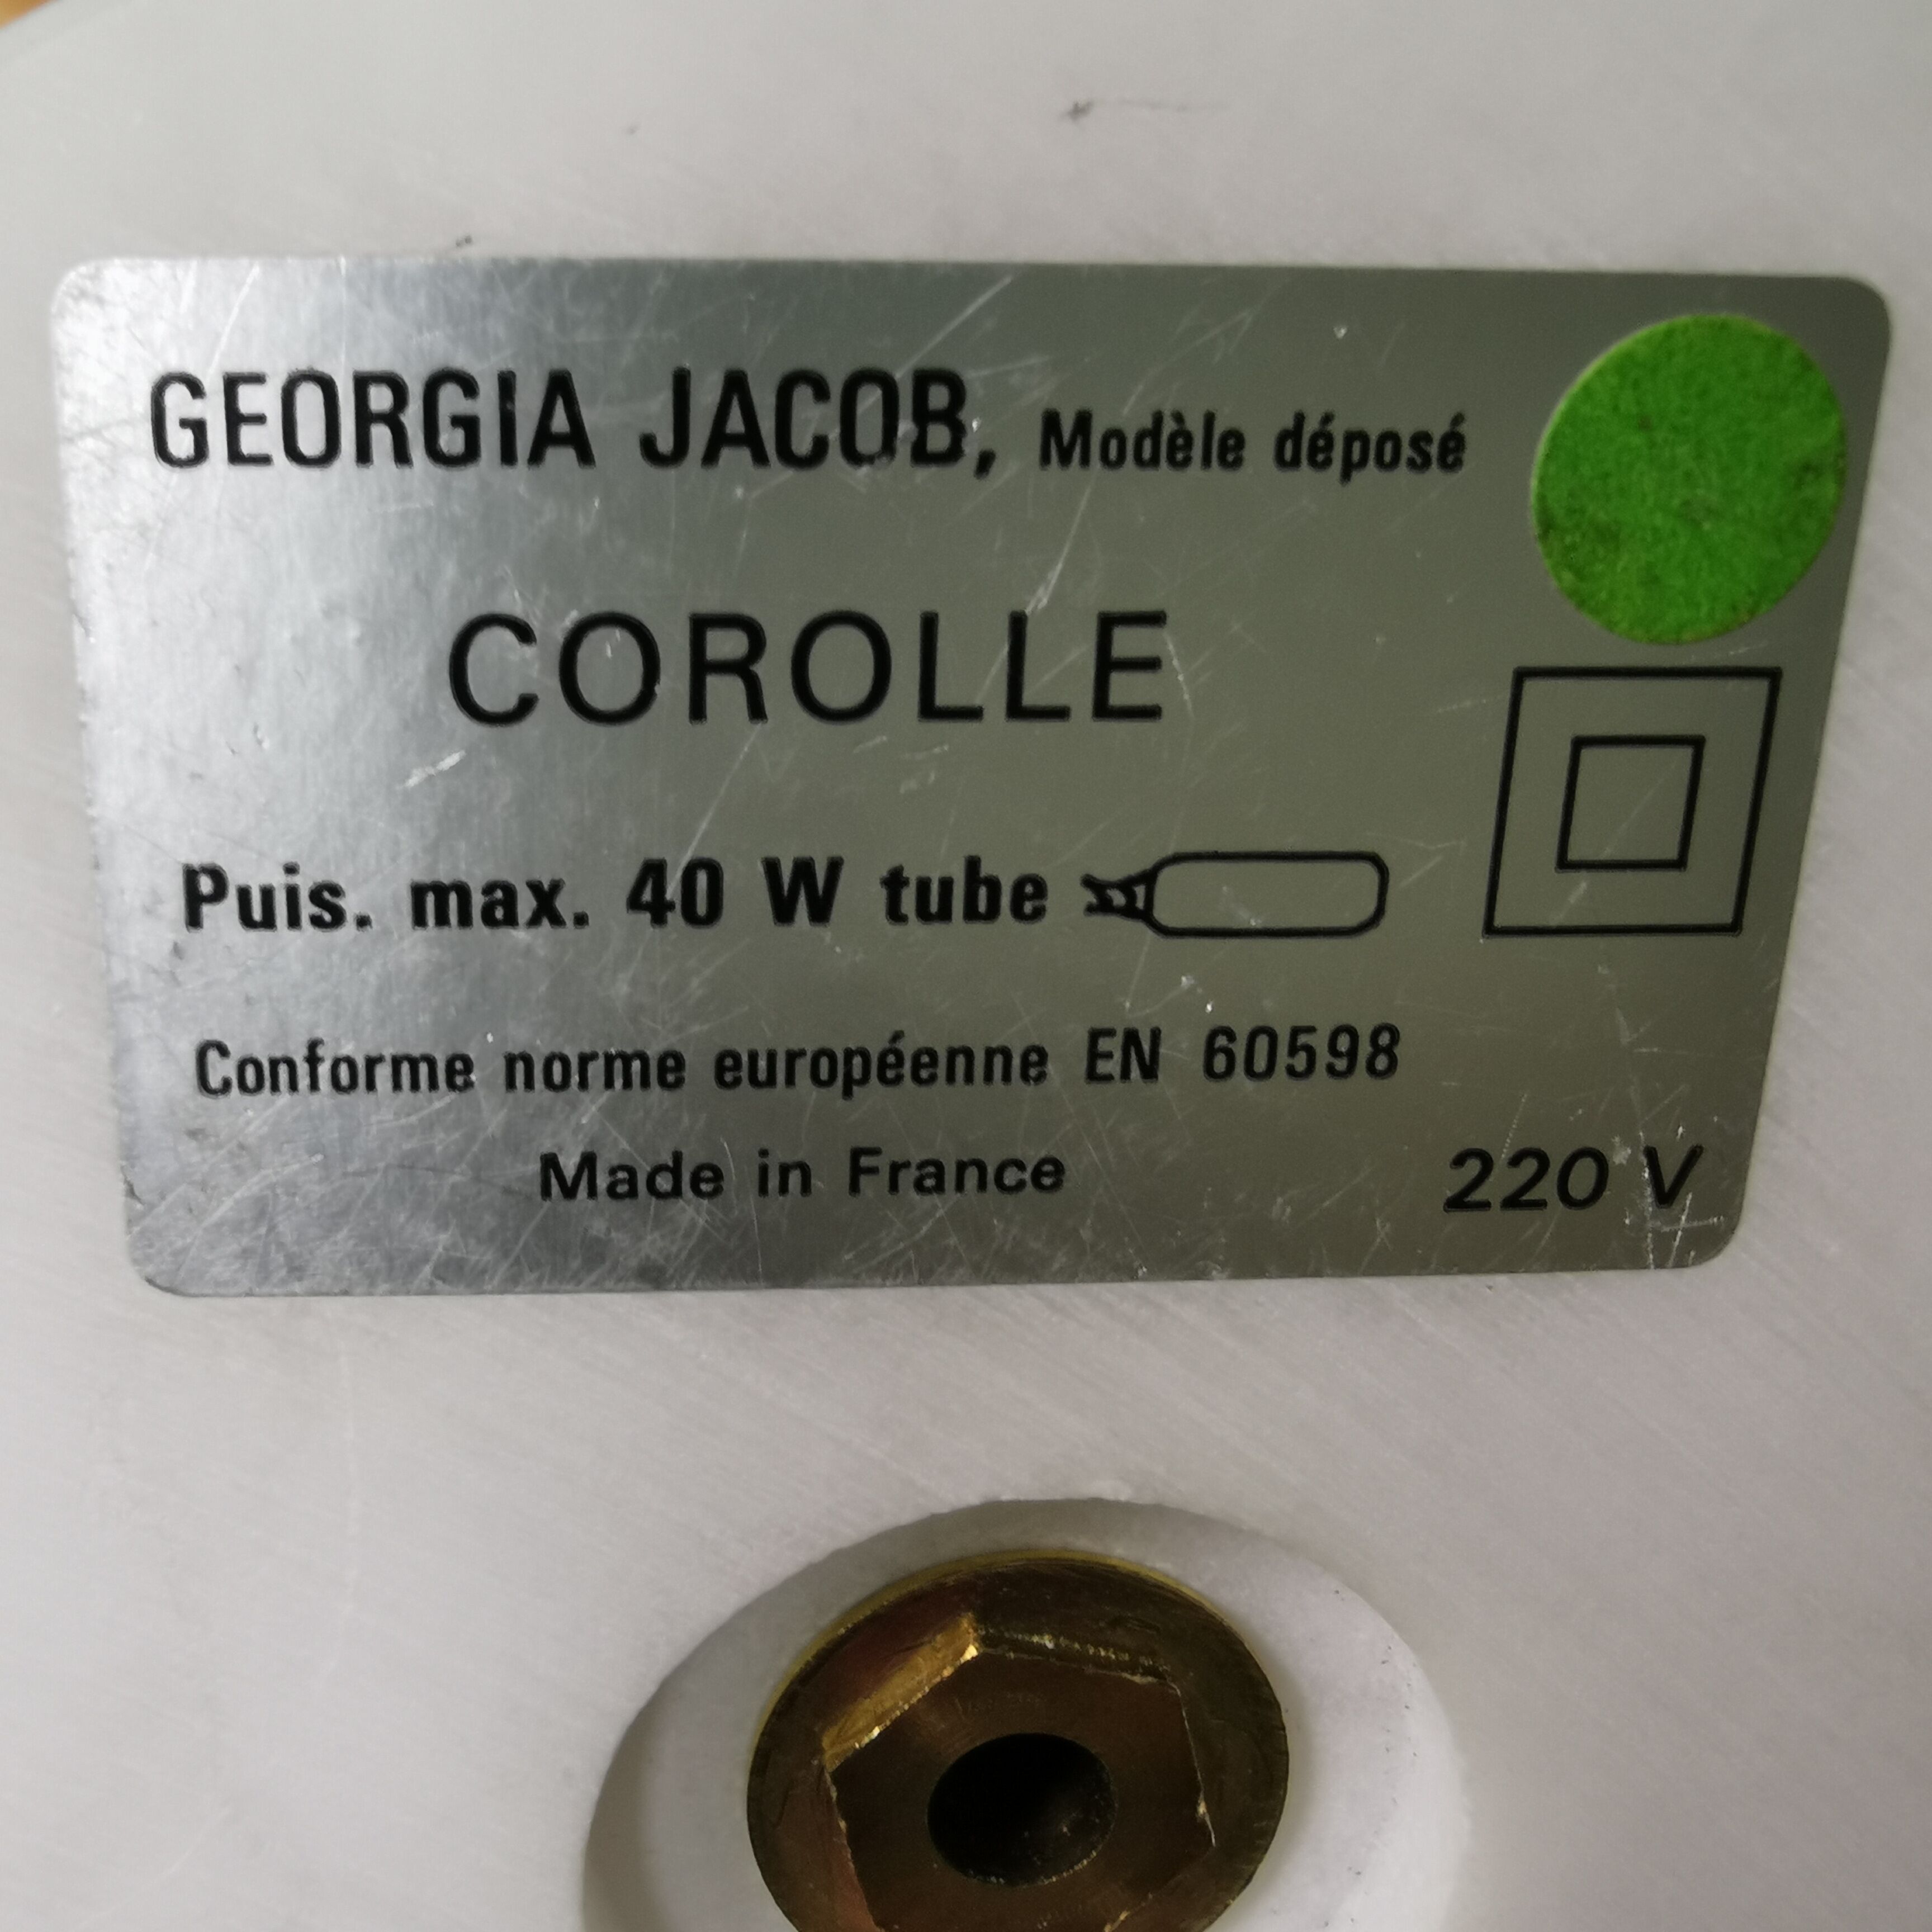 GEORGIA JACOB, Modèle déposé
COROLLE
Puis. max. 40 W tube
Conforme norme européenne EN 60598
Made in France 220 V